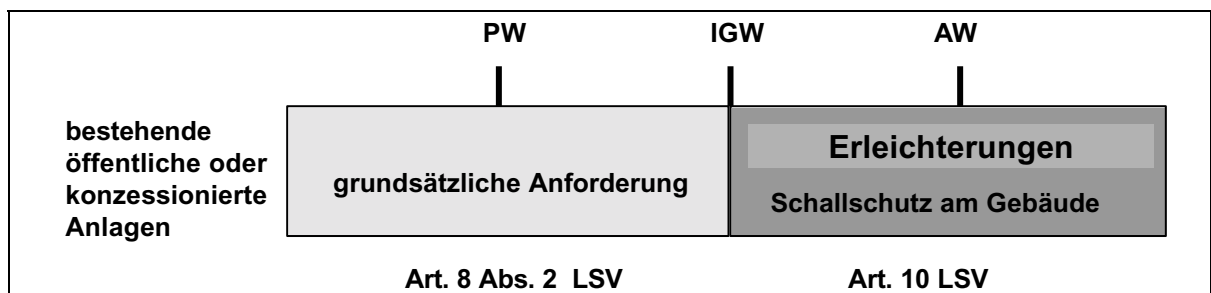 PW IGW AW
bestehende
öffentliche oder
konzessionierte
Anlagen
grundsätzliche Anforderung
Erleichterungen
Schallschutz am Gebäude
Art. 8 Abs. 2 LSV Art. 10 LSV